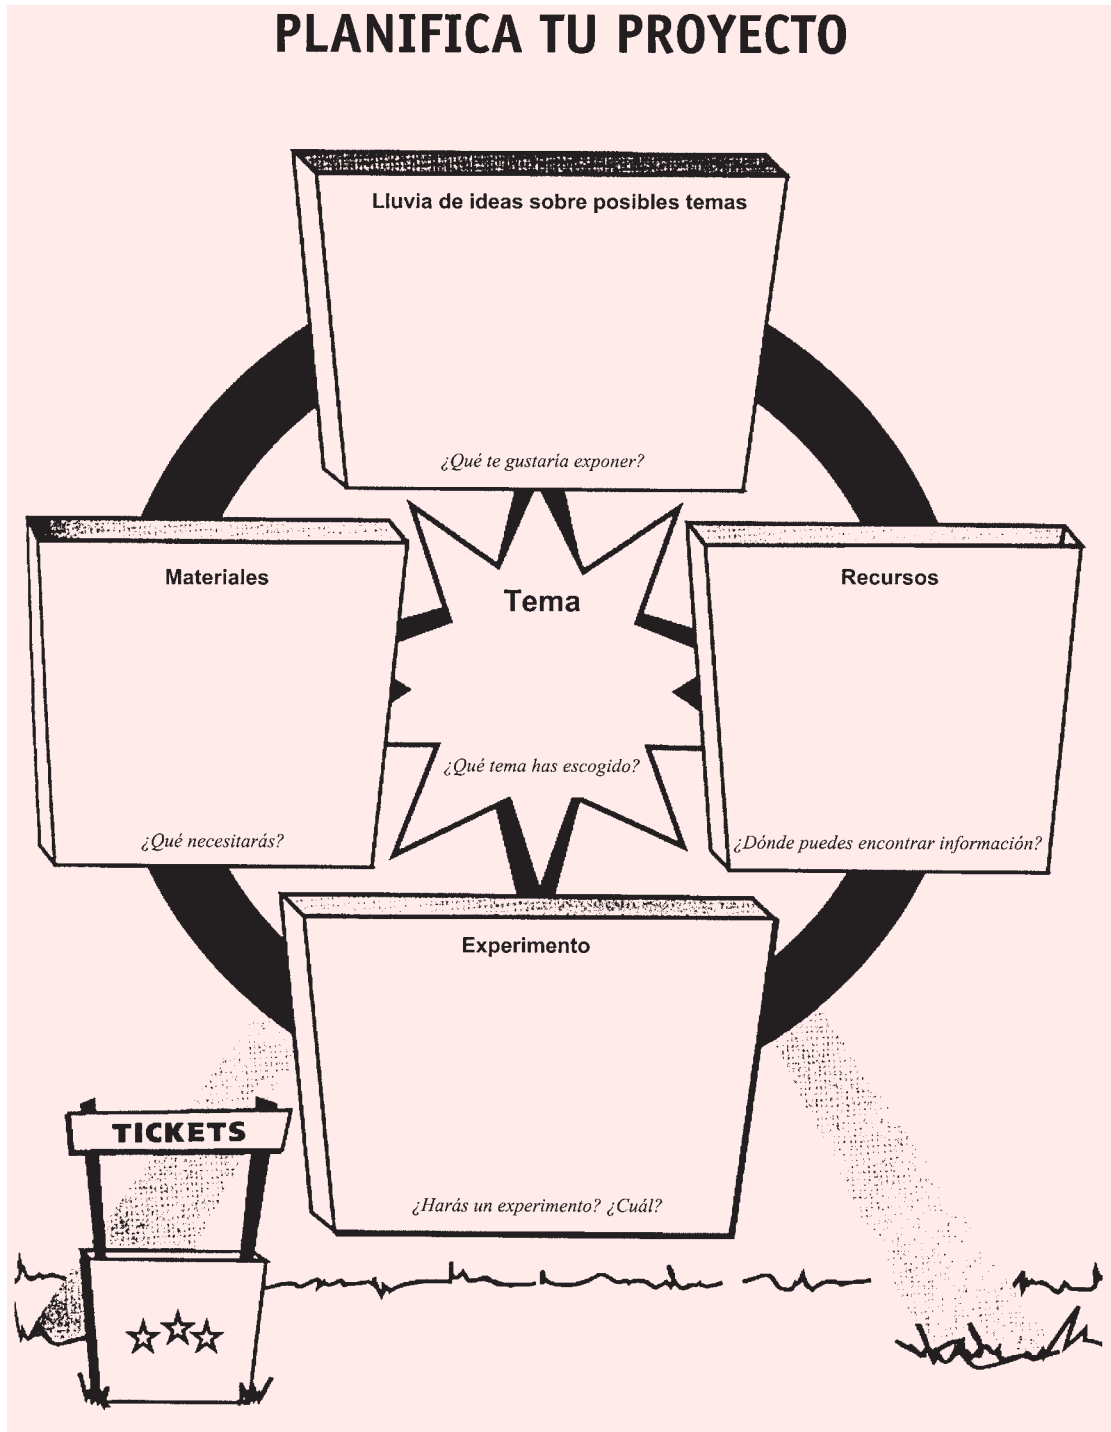 PLANIFICA TU PROYECTO
Lluvia de ideas sobre posibles temas
¿Qué te gustaría exponer?
Materiales
¿Qué necesitarás?
Tema
¿Qué tema has escogido?
Recursos
¿Dónde puedes encontrar información?
Experimento
¿Harás un experimento? ¿Cuál?
TICKETS